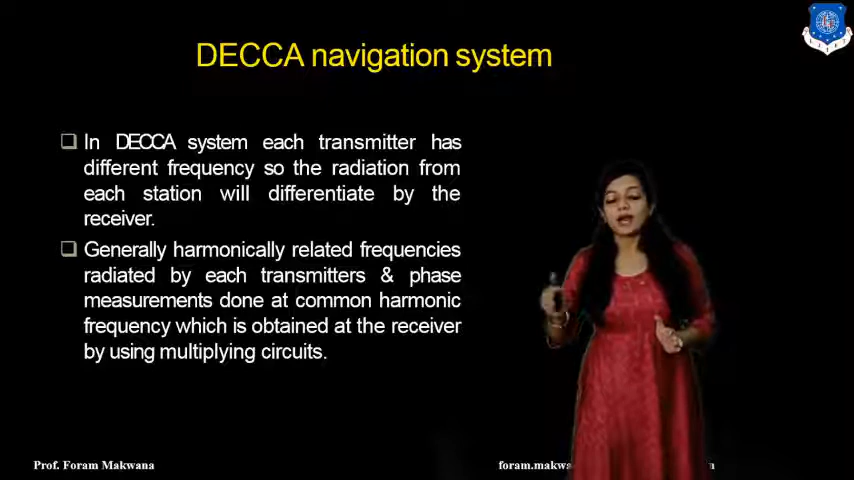 DECCA navigation system
In DECCA system each transmitter has
different frequency so the radiation from
each station will differentiate by the
receiver.
Generally harmonically related frequencies
radiated by each transmitters & phase
measurements done at common harmonic
frequency which is obtained at the receiver
by using multiplying circuits.
Prof. Foram Makwana